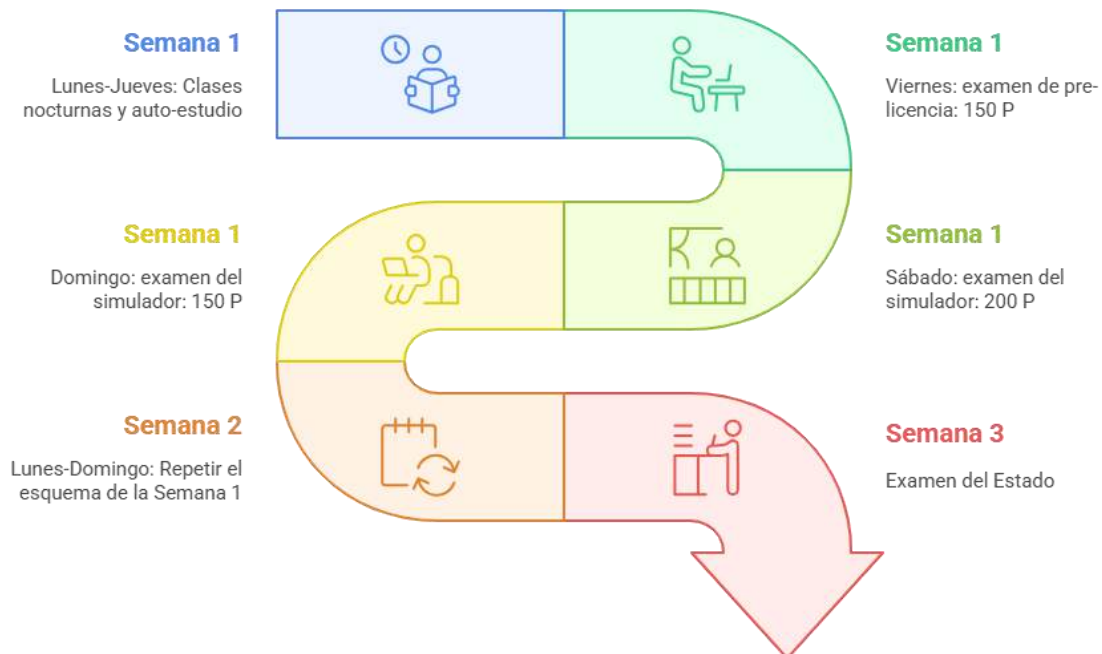 Semana 1
Lunes-Jueves: Clases
nocturnas y auto-estudio
Semana 1
Viernes: examen de pre-
licencia: 150 P
Semana 1
Sábado: examen del
simulador: 200 P
Semana 1
Domingo: examen del
simulador: 150 P
Semana 2
Lunes-Domingo: Repetir el
esquema de la Semana 1
Semana 3
Examen del Estado